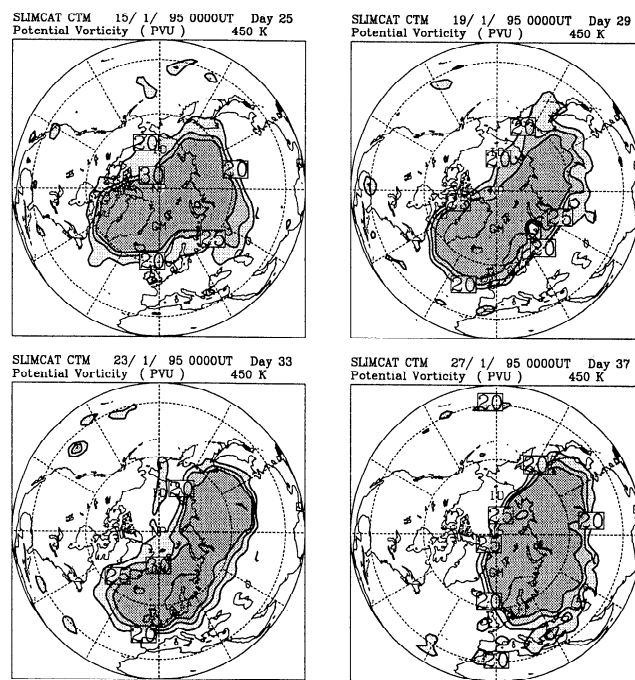 SLIMCAT CTM 15/ 1/ 95 0000UT Day 25
Potential Vorticity ( PVU ) 450 K
20
30
20
25
20
SLIMCAT CTM 19/ 1/ 95 0000UT Day 29
Potential Vorticity ( PVU ) 450 K
20
20
25
20
20
SLIMCAT CTM 23/ 1/ 95 0000UT Day 33
Potential Vorticity ( PVU ) 450 K
20
25
30
20
SLIMCAT CTM 27/ 1/ 95 0000UT Day 37
Potential Vorticity ( PVU ) 450 K
20
20
25
20
25
20
20